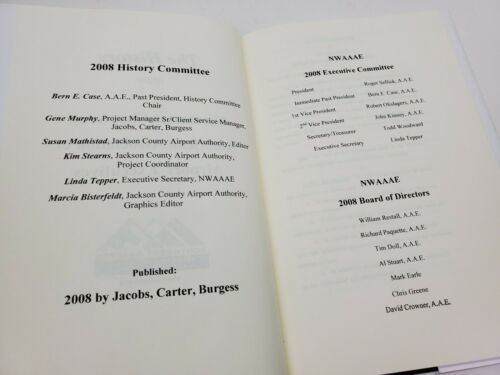 2008 History Committee
Bern E. Case, A.A.E., Past President, History Committee
Chair
Gene Murphy, Project Manager Sr/Client Service Manager,
Jacobs, Carter, Burgess
Susan Mathistad, Jackson County Airport Authority, Editor
Kim Stearns, Jackson County Airport Authority,
Project Coordinator
Linda Tepper, Executive Secretary, NWAAAE
Marcia Bisterfeldt, Jackson County Airport Authority,
Graphics Editor
Published:
2008 by Jacobs, Carter, Burgess
NWAAAE
2008 Executive Committee
President Roger Sellick, A.A.E.
Immediate Past President Bern E. Case, A.A.E.
1st Vice President Robert Ofsdagers, A.A.E.
2nd Vice President John Kinney, A.A.E.
Secretary/Treasurer Todd Woodward
Executive Secretary Linda Tepper
NWAAAE
2008 Board of Directors
William Restall, A.A.E.
Richard Paquette, A.A.E.
Tim Doll, A.A.E.
Al Stuart, A.A.E.
Mark Earle
Chris Greene
David Crowner, A.A.E.